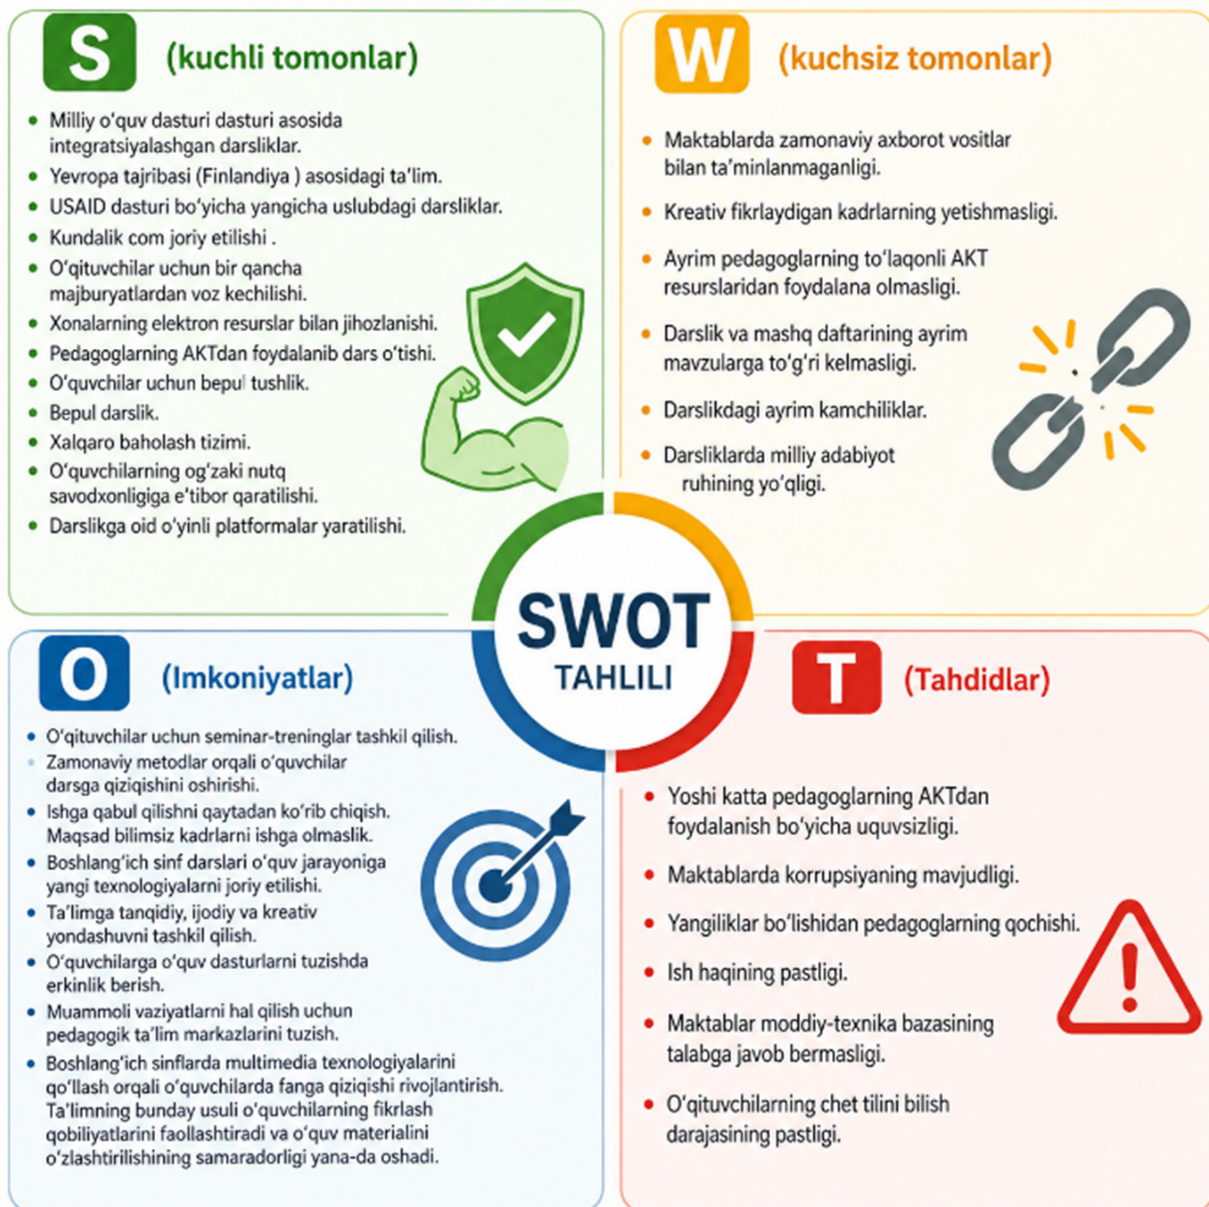 S (kuchli tomonlar)
• Milliy o‘quv dasturi dasturi asosida
integratsiyalashgan darsliklar.
• Yevropa tajribasi (Finlandiya ) asosidagi ta’lim.
• USAID dasturi bo‘yicha yangicha uslubdagi darsliklar.
• Kundalik com joriy etilishi .
• O‘qituvchilar uchun bir qancha
majburyatlardan voz kechilishi.
• Xonalarning elektron resurslar bilan jihozlanishi.
• Pedagoglarning AKTdan foydalanib dars o‘tishi.
• O‘quvchilar uchun bepul tushlik.
• Bepul darslik.
• Xalqaro baholash tizimi.
• O‘quvchilarning og‘zaki nutq
savodxonligiga e’tibor qaratilishi.
• Darslikga oid o‘yinli platformalar yaratilishi.
W (kuchsiz tomonlar)
• Maktablarda zamonaviy axborot vositlar
bilan ta’minlanmaganligi.
• Kreativ fikrlaydigan kadrlarning yetishmasligi.
• Ayrim pedagoglarning to‘laqonli AKT
resurslaridan foydalana olmasligi.
• Darslik va mashq daftarining ayrim
mavzularga to‘g‘ri kelmasligi.
• Darslikdagi ayrim kamchiliklar.
• Darsliklarda milliy adabiyot
ruhining yo‘qligi.
SWOT
TAHLILI
O (Imkoniyatlar)
• O‘qituvchilar uchun seminar-treninglar tashkil qilish.
• Zamonaviy metodlar orqali o‘quvchilar
darsga qiziqishini oshirishi.
• Ishga qabul qilishni qaytadan ko‘rib chiqish.
Maqsad bilimsiz kadrlarni ishga olmaslik.
• Boshlang‘ich sinf darslari o‘quv jarayoniga
yangi texnologiyalarni joriy etilishi.
• Ta’limga tanqidiy, ijodiy va kreativ
yondashuvni tashkil qilish.
• O‘quvchilarga o‘quv dasturlarni tuzishda
erkinlik berish.
• Muammoli vaziyatlarni hal qilish uchun
pedagogik ta’lim markazlarini tuzish.
• Boshlang‘ich sinflarda multimedia texnologiyalarini
qo‘llash orqali o‘quvchilarda fanga qiziqishi rivojlantirish.
Ta’limning bunday usuli o‘quvchilarning fikrlash
qobiliyatlarini faollashtiradi va o‘quv materialini
o‘zlashtirilishining samaradorligi yana-da oshadi.
T (Tahdidlar)
• Yoshi katta pedagoglarning AKTdan
foydalanish bo‘yicha uquvsizligi.
• Maktablarda korrupsiyaning mavjudligi.
• Yangiliklar bo‘lishidan pedagoglarning qochishi.
• Ish haqining pastligi.
• Maktablar moddiy-texnika bazasining
talabga javob bermasligi.
• O‘qituvchilarning chet tilini bilish
darajasining pastligi.